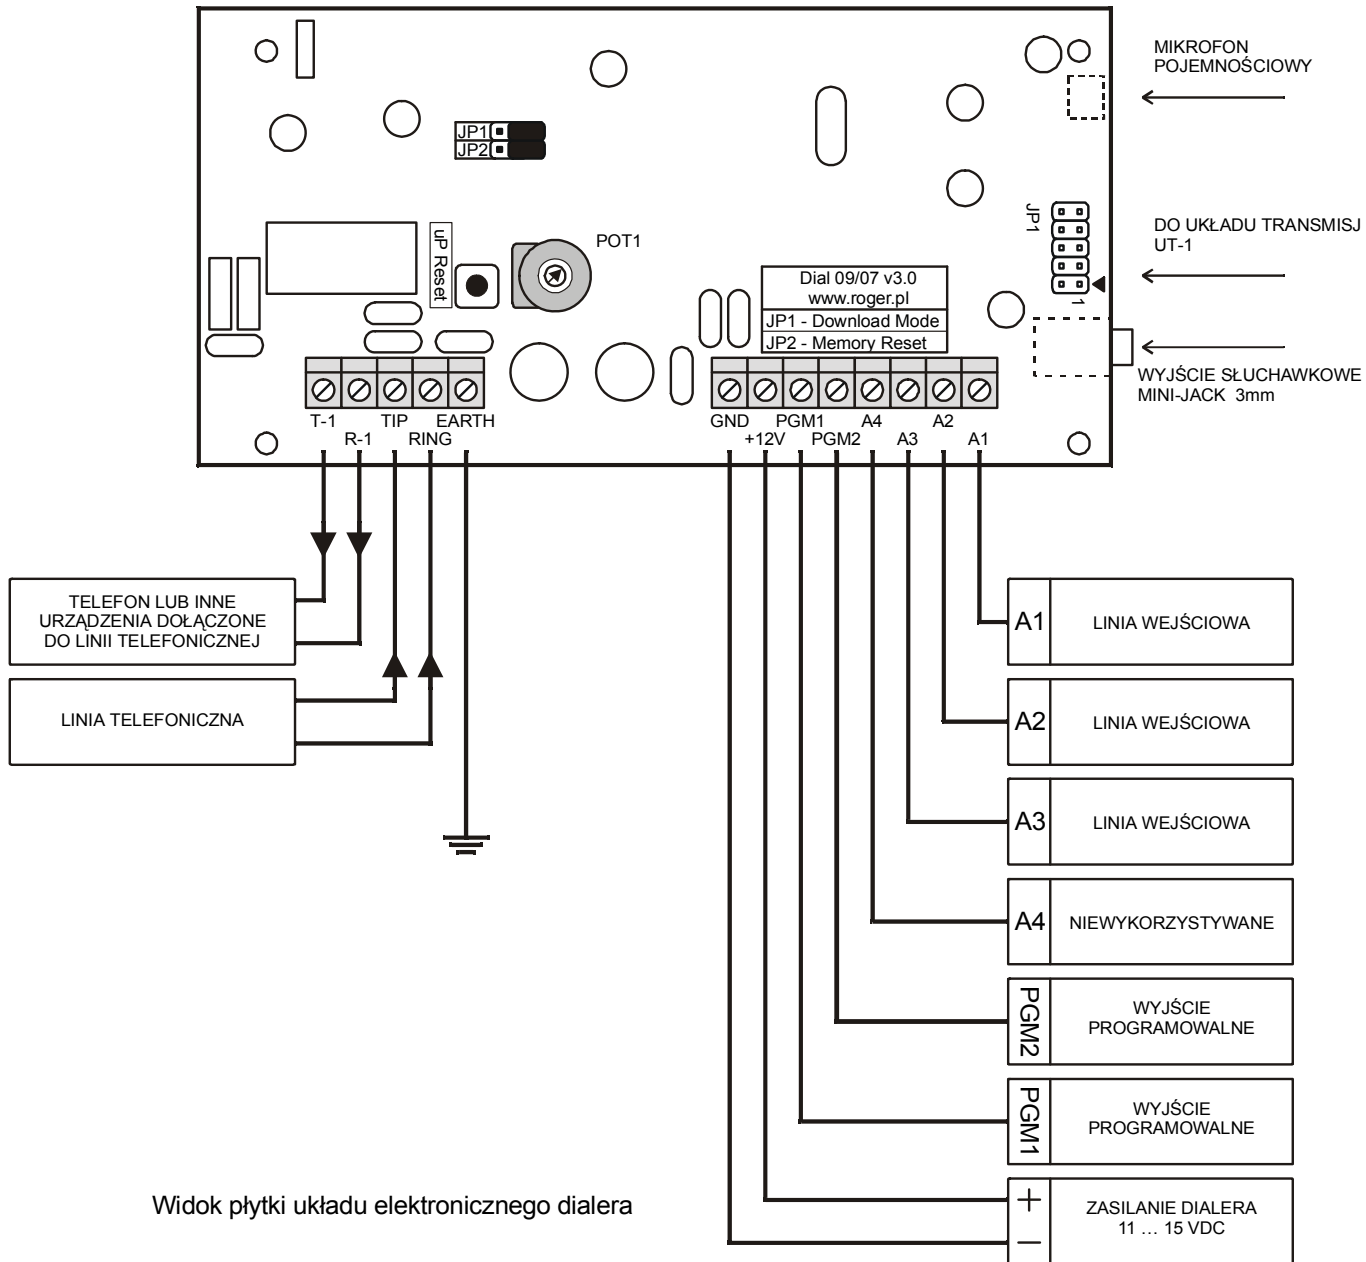 MIKROFON
POJEMNOŚCIOWY
JP1
JP2
JP1
DO UKŁADU TRANSMISJ
UT-1
uP Reset
POT1
Dial 09/07 v3.0
www.roger.pl
JP1 - Download Mode
JP2 - Memory Reset
1
WYJŚCIE SŁUCHAWKOWE
MINI-JACK 3mm
T-1 TIP EARTH
R-1 RING
GND PGM1 A4 A2
+12V PGM2 A3 A1
TELEFON LUB INNE
URZĄDZENIA DOŁĄCZONE
DO LINII TELEFONICZNEJ
LINIA TELEFONICZNA
A1 LINIA WEJŚCIOWA
A2 LINIA WEJŚCIOWA
A3 LINIA WEJŚCIOWA
A4 NIEWYKORZYSTYWANE
PGM2
WYJŚCIE
PROGRAMOWALNE
PGM1
WYJŚCIE
PROGRAMOWALNE
+
–
ZASILANIE DIALERA
11 ... 15 VDC
Widok płytki układu elektronicznego dialera